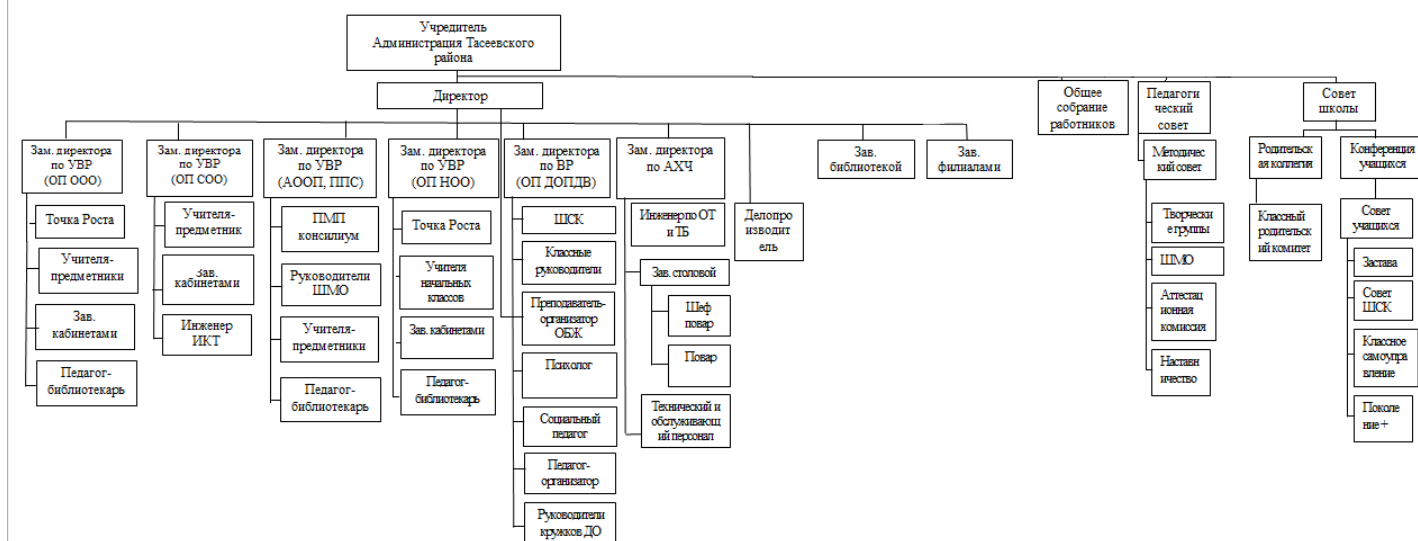 Учредитель
Администрация Тасеевского
района
Директор
Общее
собрание
работников
Педагоги
ческий
совет
Совет
школы
Зам. директора
по УВР
(ОП ООО)
Зам. директора
по УВР
(ОП СОО)
Зам. директора
по УВР
(АООП, ППС)
Зам. директора
по УВР
(ОП НОО)
Зам. директора
по ВР
(ОП ДОПДВ)
Зам. директора
по АХЧ
Зав.
библиотекой
Зав.
филиалами
Методичес
кий совет
Родительск
ая коллегия
Конференция
учащихся
Точка Роста
Учителя-
предметники
Зав.
кабинетами
Педагог-
библиотекарь
Учителя-
предметник
Зав.
кабинетами
Инженер
ИКТ
ПМП
консилиум
Руководители
ШМО
Учителя-
предметники
Педагог-
библиотекарь
Точка Роста
Учителя
начальных
классов
Зав. кабинетами
Педагог-
библиотекарь
ШСК
Классные
руководители
Преподаватель-
организатор
ОБЖ
Психолог
Социальный
педагог
Педагог-
организатор
Руководители
кружков ДО
Инженер по ОТ
и ТБ
Зав. столовой
Шеф
повар
Повар
Технический и
обслуживающ
ий персонал
Делопро
изводит
ель
Творчески
е группы
ШМО
Аттестац
ионная
комиссия
Наставн
ичество
Классный
родительск
ий комитет
Совет
учащихся
Застава
Совет
ШСК
Классное
самоупра
вление
Поколе
ние +